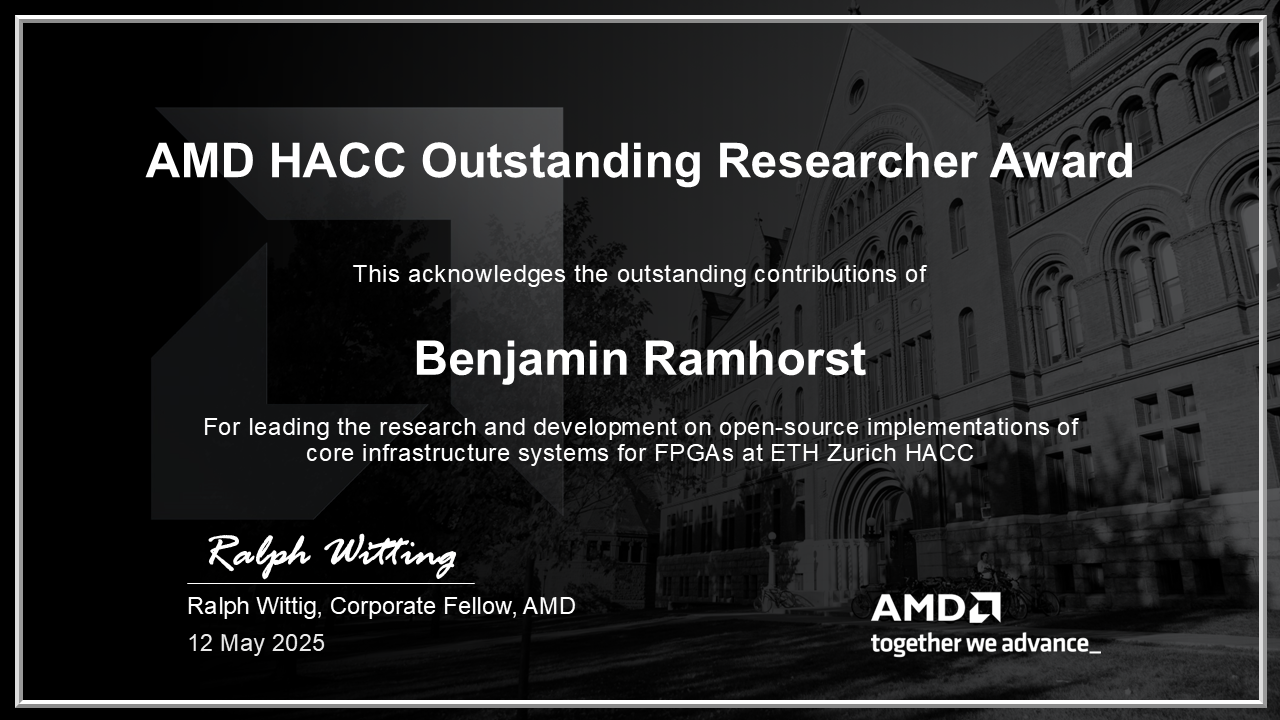 AMD HACC Outstanding Researcher Award
This acknowledges the outstanding contributions of
Benjamin Ramhorst
For leading the research and development on open-source implementations of
core infrastructure systems for FPGAs at ETH Zurich HACC
Ralph Witting
Ralph Wittig, Corporate Fellow, AMD
12 May 2025
AMD
together we advance_